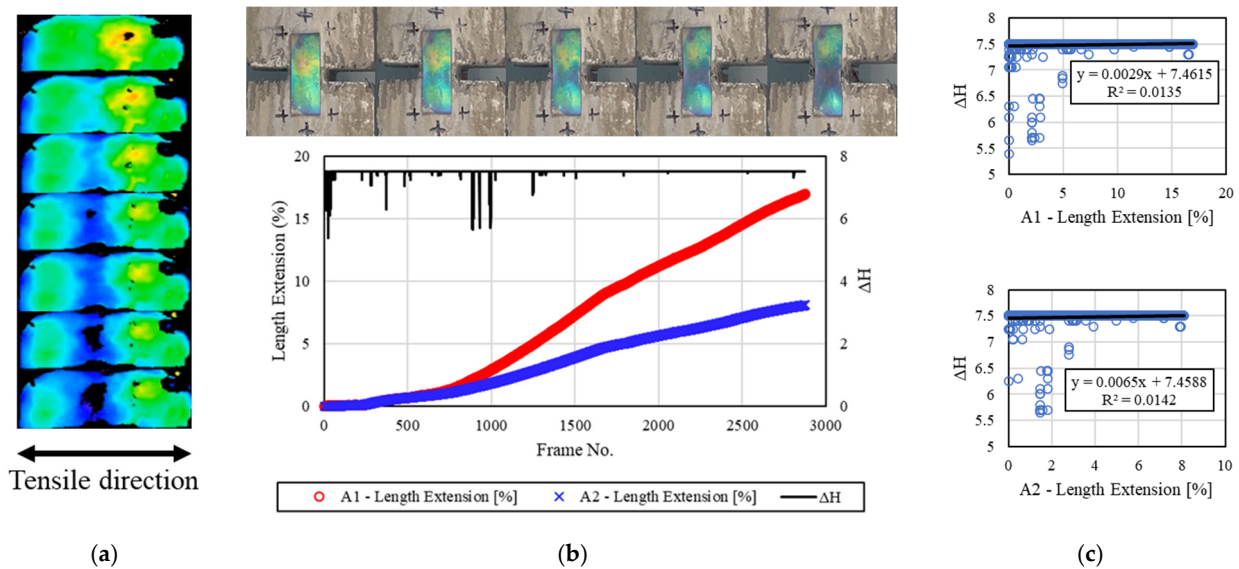 Tensile direction
(a)
20
15
10
5
0
Length Extension (%)
8
6
4
2
0
ΔH
0 500 1000 1500 2000 2500 3000
Frame No.
A1 - Length Extension [%] A2 - Length Extension [%] ΔH
(b)
8
7.5
7
6.5
6
5.5
5
ΔH
y = 0.0029x + 7.4615
R² = 0.0135
0 5 10 15 20
A1 - Length Extension [%]
8
7.5
7
6.5
6
5.5
5
ΔH
y = 0.0065x + 7.4588
R² = 0.0142
0 2 4 6 8 10
A2 - Length Extension [%]
(c)